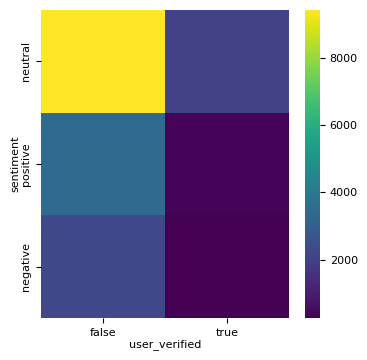 neutral
positive
negative
sentiment
false
true
user_verified
8000
6000
4000
2000